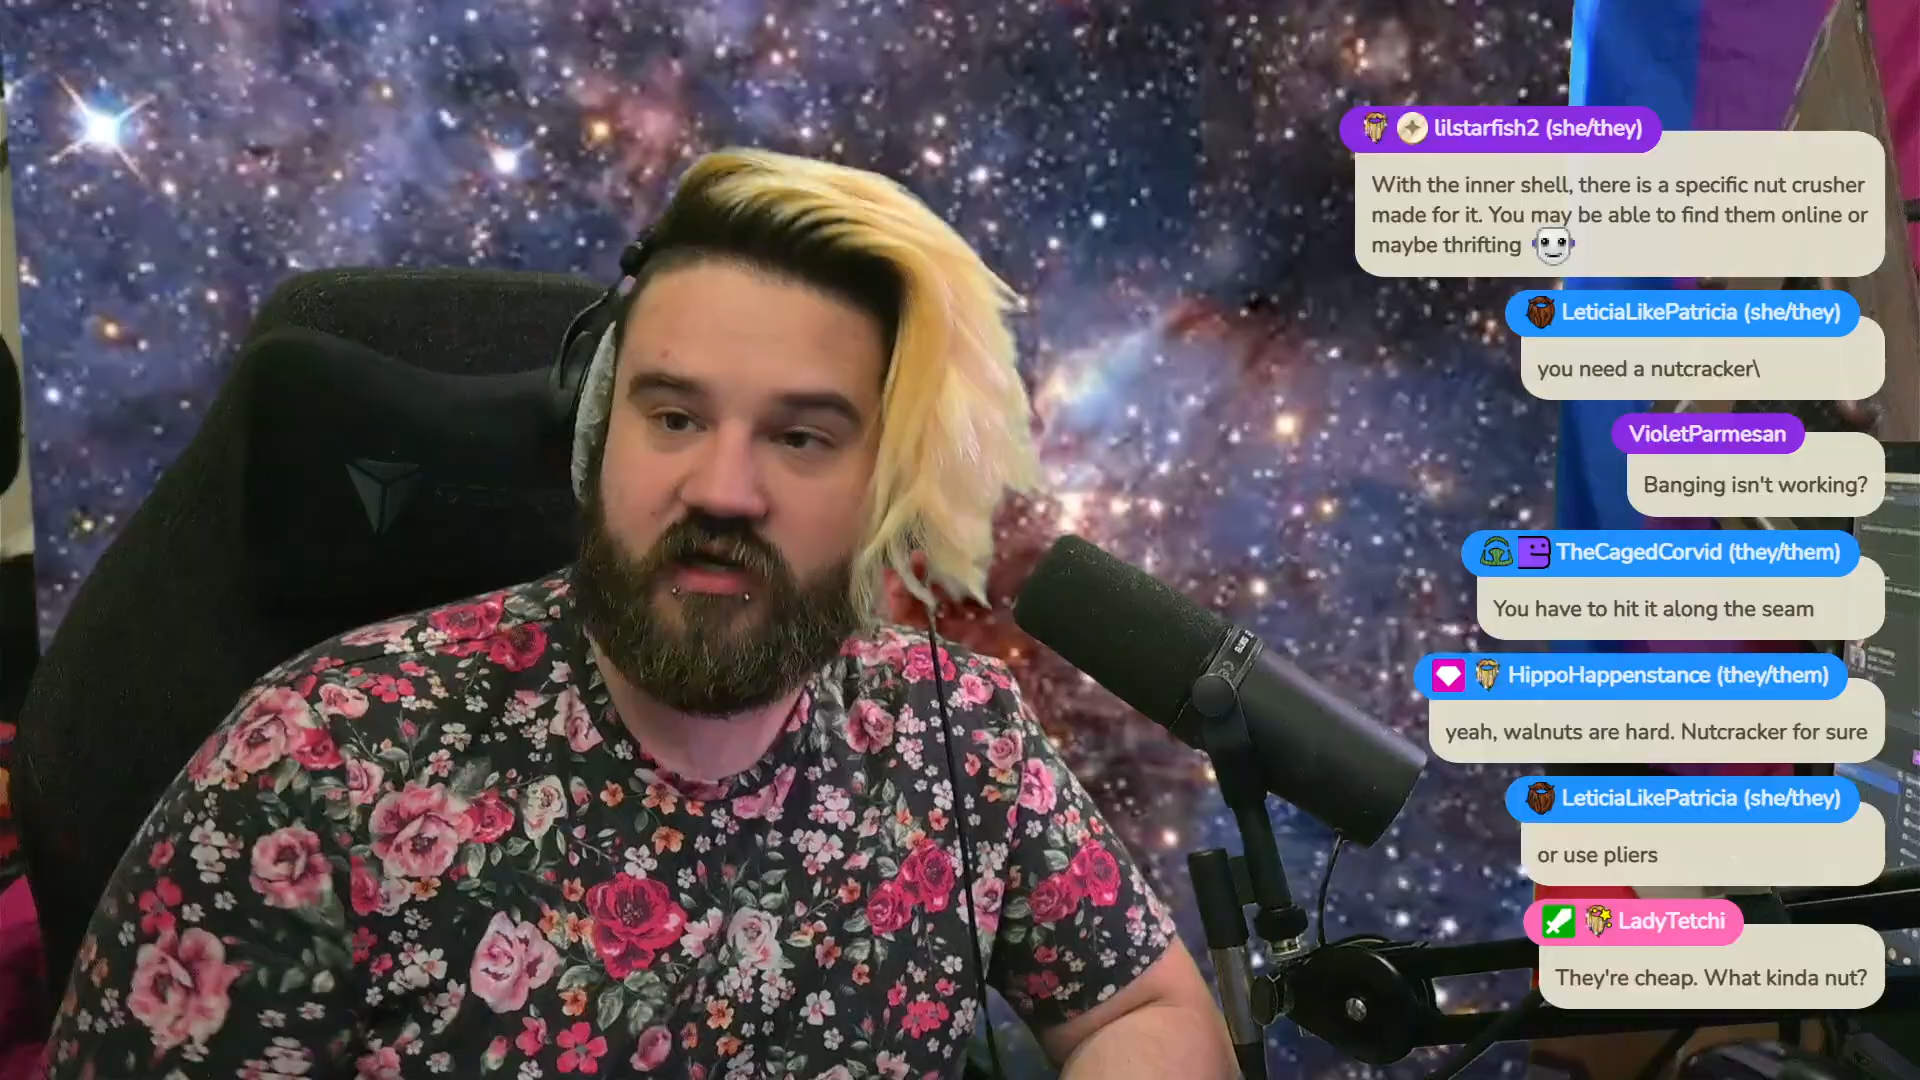 lilstarfish2 (she/they)
With the inner shell, there is a specific nut crusher
made for it. You may be able to find them online or
maybe thrifting
LeticiaLikePatricia (she/they)
you need a nutcracker\
VioletParmesan
Banging isn't working?
TheCagedCorvid (they/them)
You have to hit it along the seam
HippoHappenstance (they/them)
yeah, walnuts are hard. Nutcracker for sure
LeticiaLikePatricia (she/they)
or use pliers
LadyTetchi
They're cheap. What kinda nut?